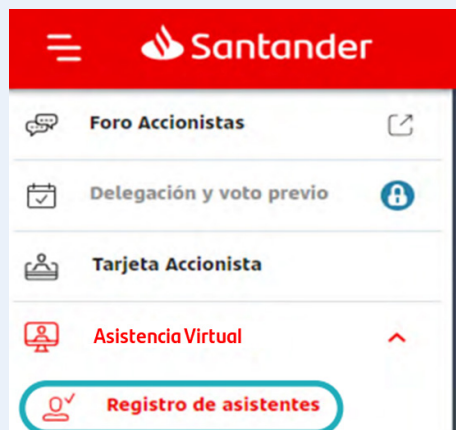 Santander
Foro Accionistas
Delegación y voto previo
Tarjeta Accionista
Asistencia Virtual
Registro de asistentes